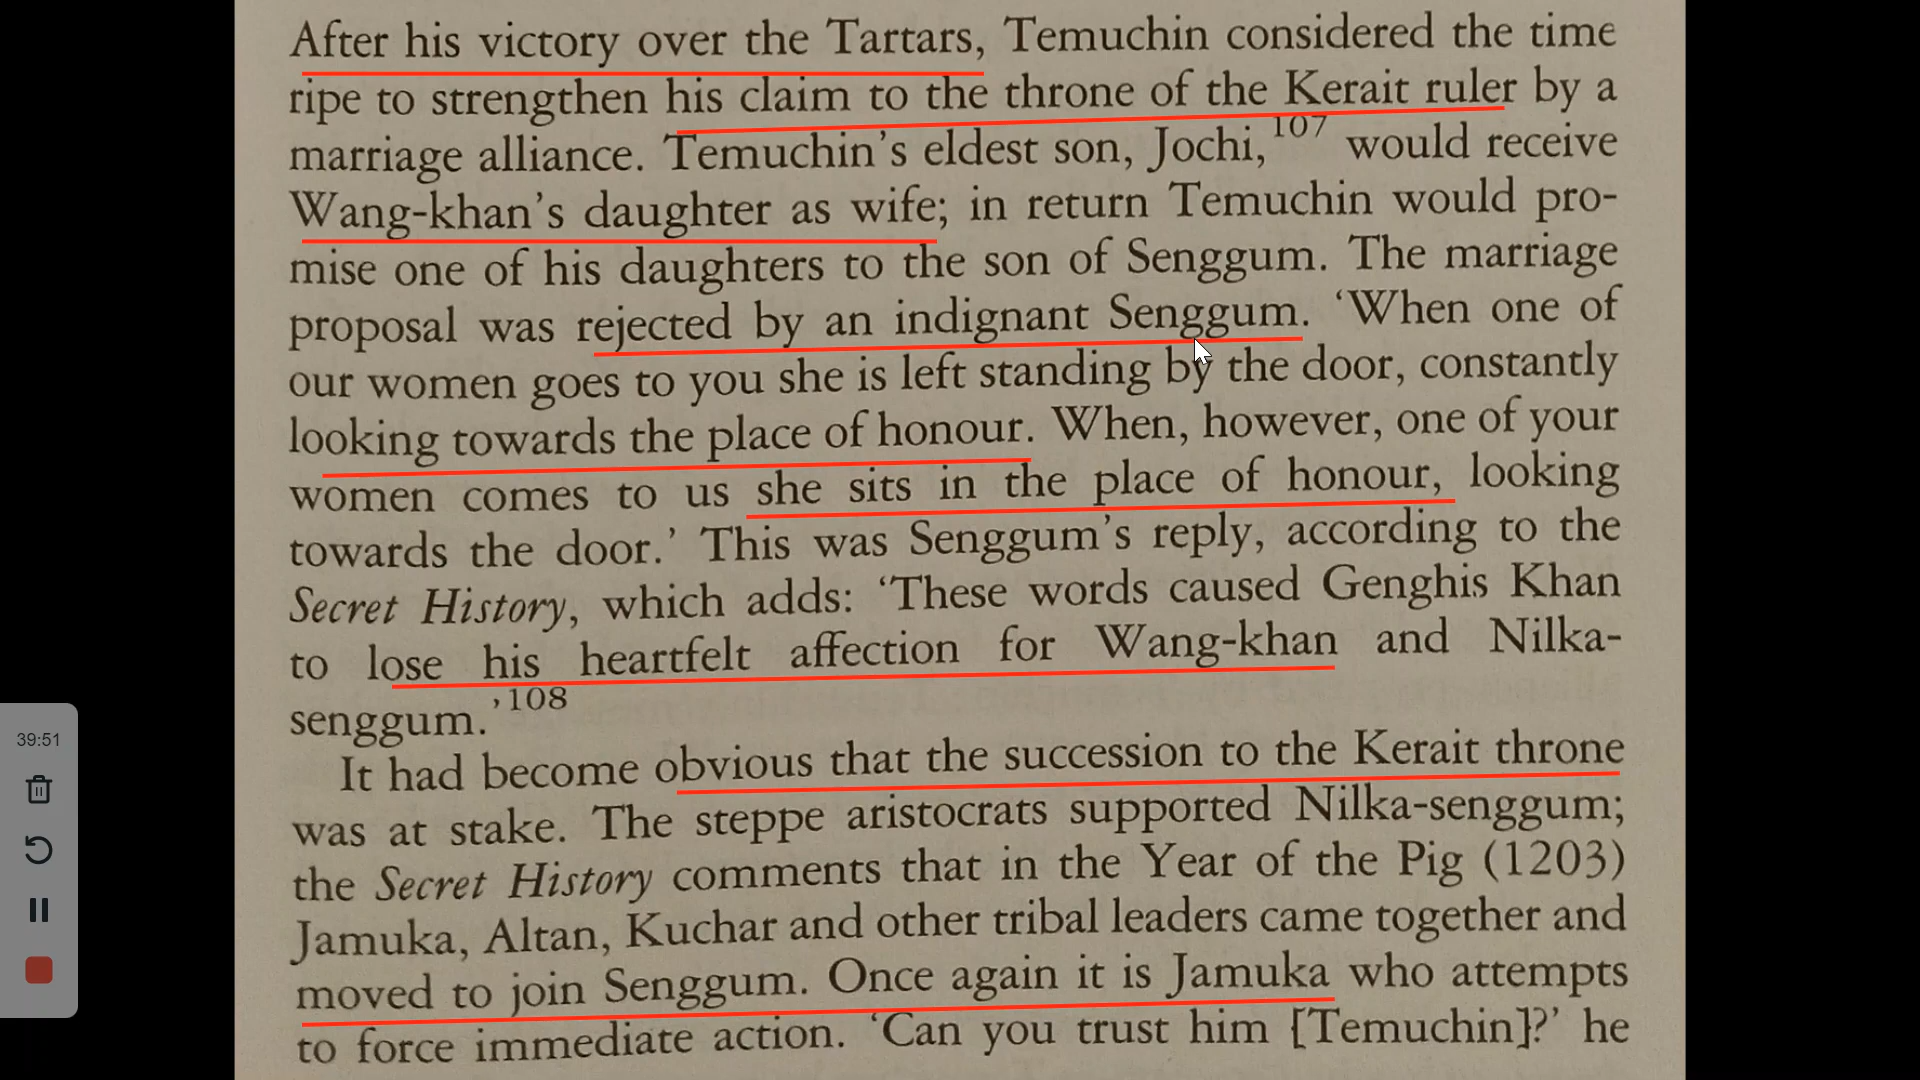 After his victory over the Tartars, Temuchin considered the time
ripe to strengthen his claim to the throne of the Kerait ruler by a
marriage alliance. Temuchin's eldest son, Jochi,107 would receive
Wang-khan's daughter as wife; in return Temuchin would pro-
mise one of his daughters to the son of Senggum. The marriage
proposal was rejected by an indignant Senggum. 'When one of
our women goes to you she is left standing by the door, constantly
looking towards the place of honour. When, however, one of your
women comes to us she sits in the place of honour, looking
towards the door.' This was Senggum's reply, according to the
Secret History, which adds: 'These words caused Genghis Khan
to lose his heartfelt affection for Wang-khan and Nilka-
senggum.'108
It had become obvious that the succession to the Kerait throne
was at stake. The steppe aristocrats supported Nilka-senggum;
the Secret History comments that in the Year of the Pig (1203)
Jamuka, Altan, Kuchar and other tribal leaders came together and
moved to join Senggum. Once again it is Jamuka who attempts
to force immediate action. 'Can you trust him [Temuchin]?' he
39:51